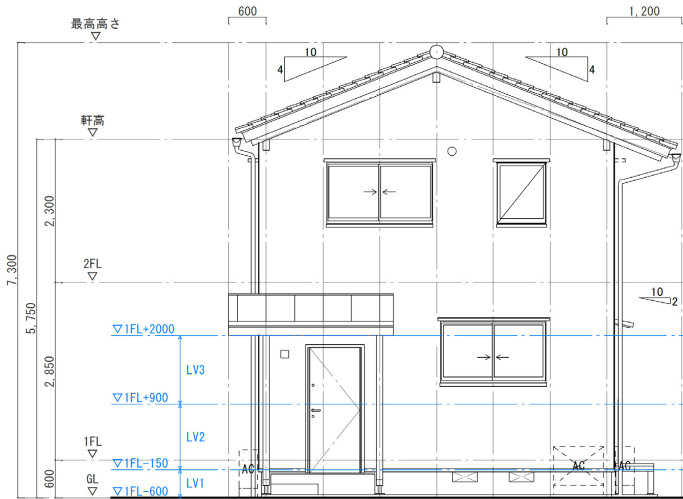 600
1,200
最高高さ
10
4
10
4
軒高
2,300
2FL
7,300
5,750
10
2
▽1FL+2000
LV3
2,850
▽1FL+900
LV2
1FL
▽1FL-150
AC
AC
AC
600
GL
LV1
▽1FL-600